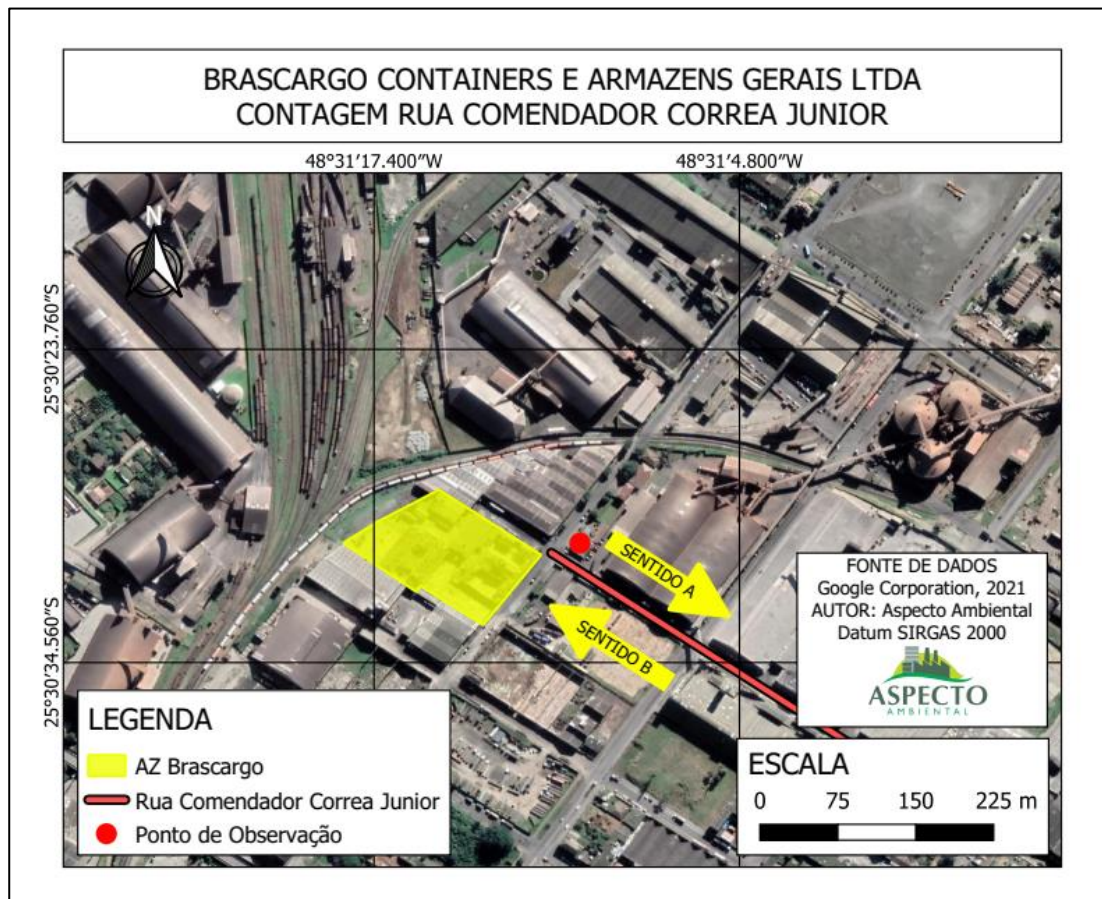 BRASCARGO CONTAINERS E ARMAZENS GERAIS LTDA
CONTAGEM RUA COMENDADOR CORREA JUNIOR
48°31'17.400"W
48°31'4.800"W
N
25°30'23.760"S
25°30'34.560"S
SENTIDO A
SENTIDO B
FONTE DE DADOS
Google Corporation, 2021
AUTOR: Aspecto Ambiental
Datum SIRGAS 2000
ASPECTO
AMBIENTAL
LEGENDA
AZ Brascargo
Rua Comendador Correa Junior
Ponto de Observação
ESCALA
0 75 150 225 m